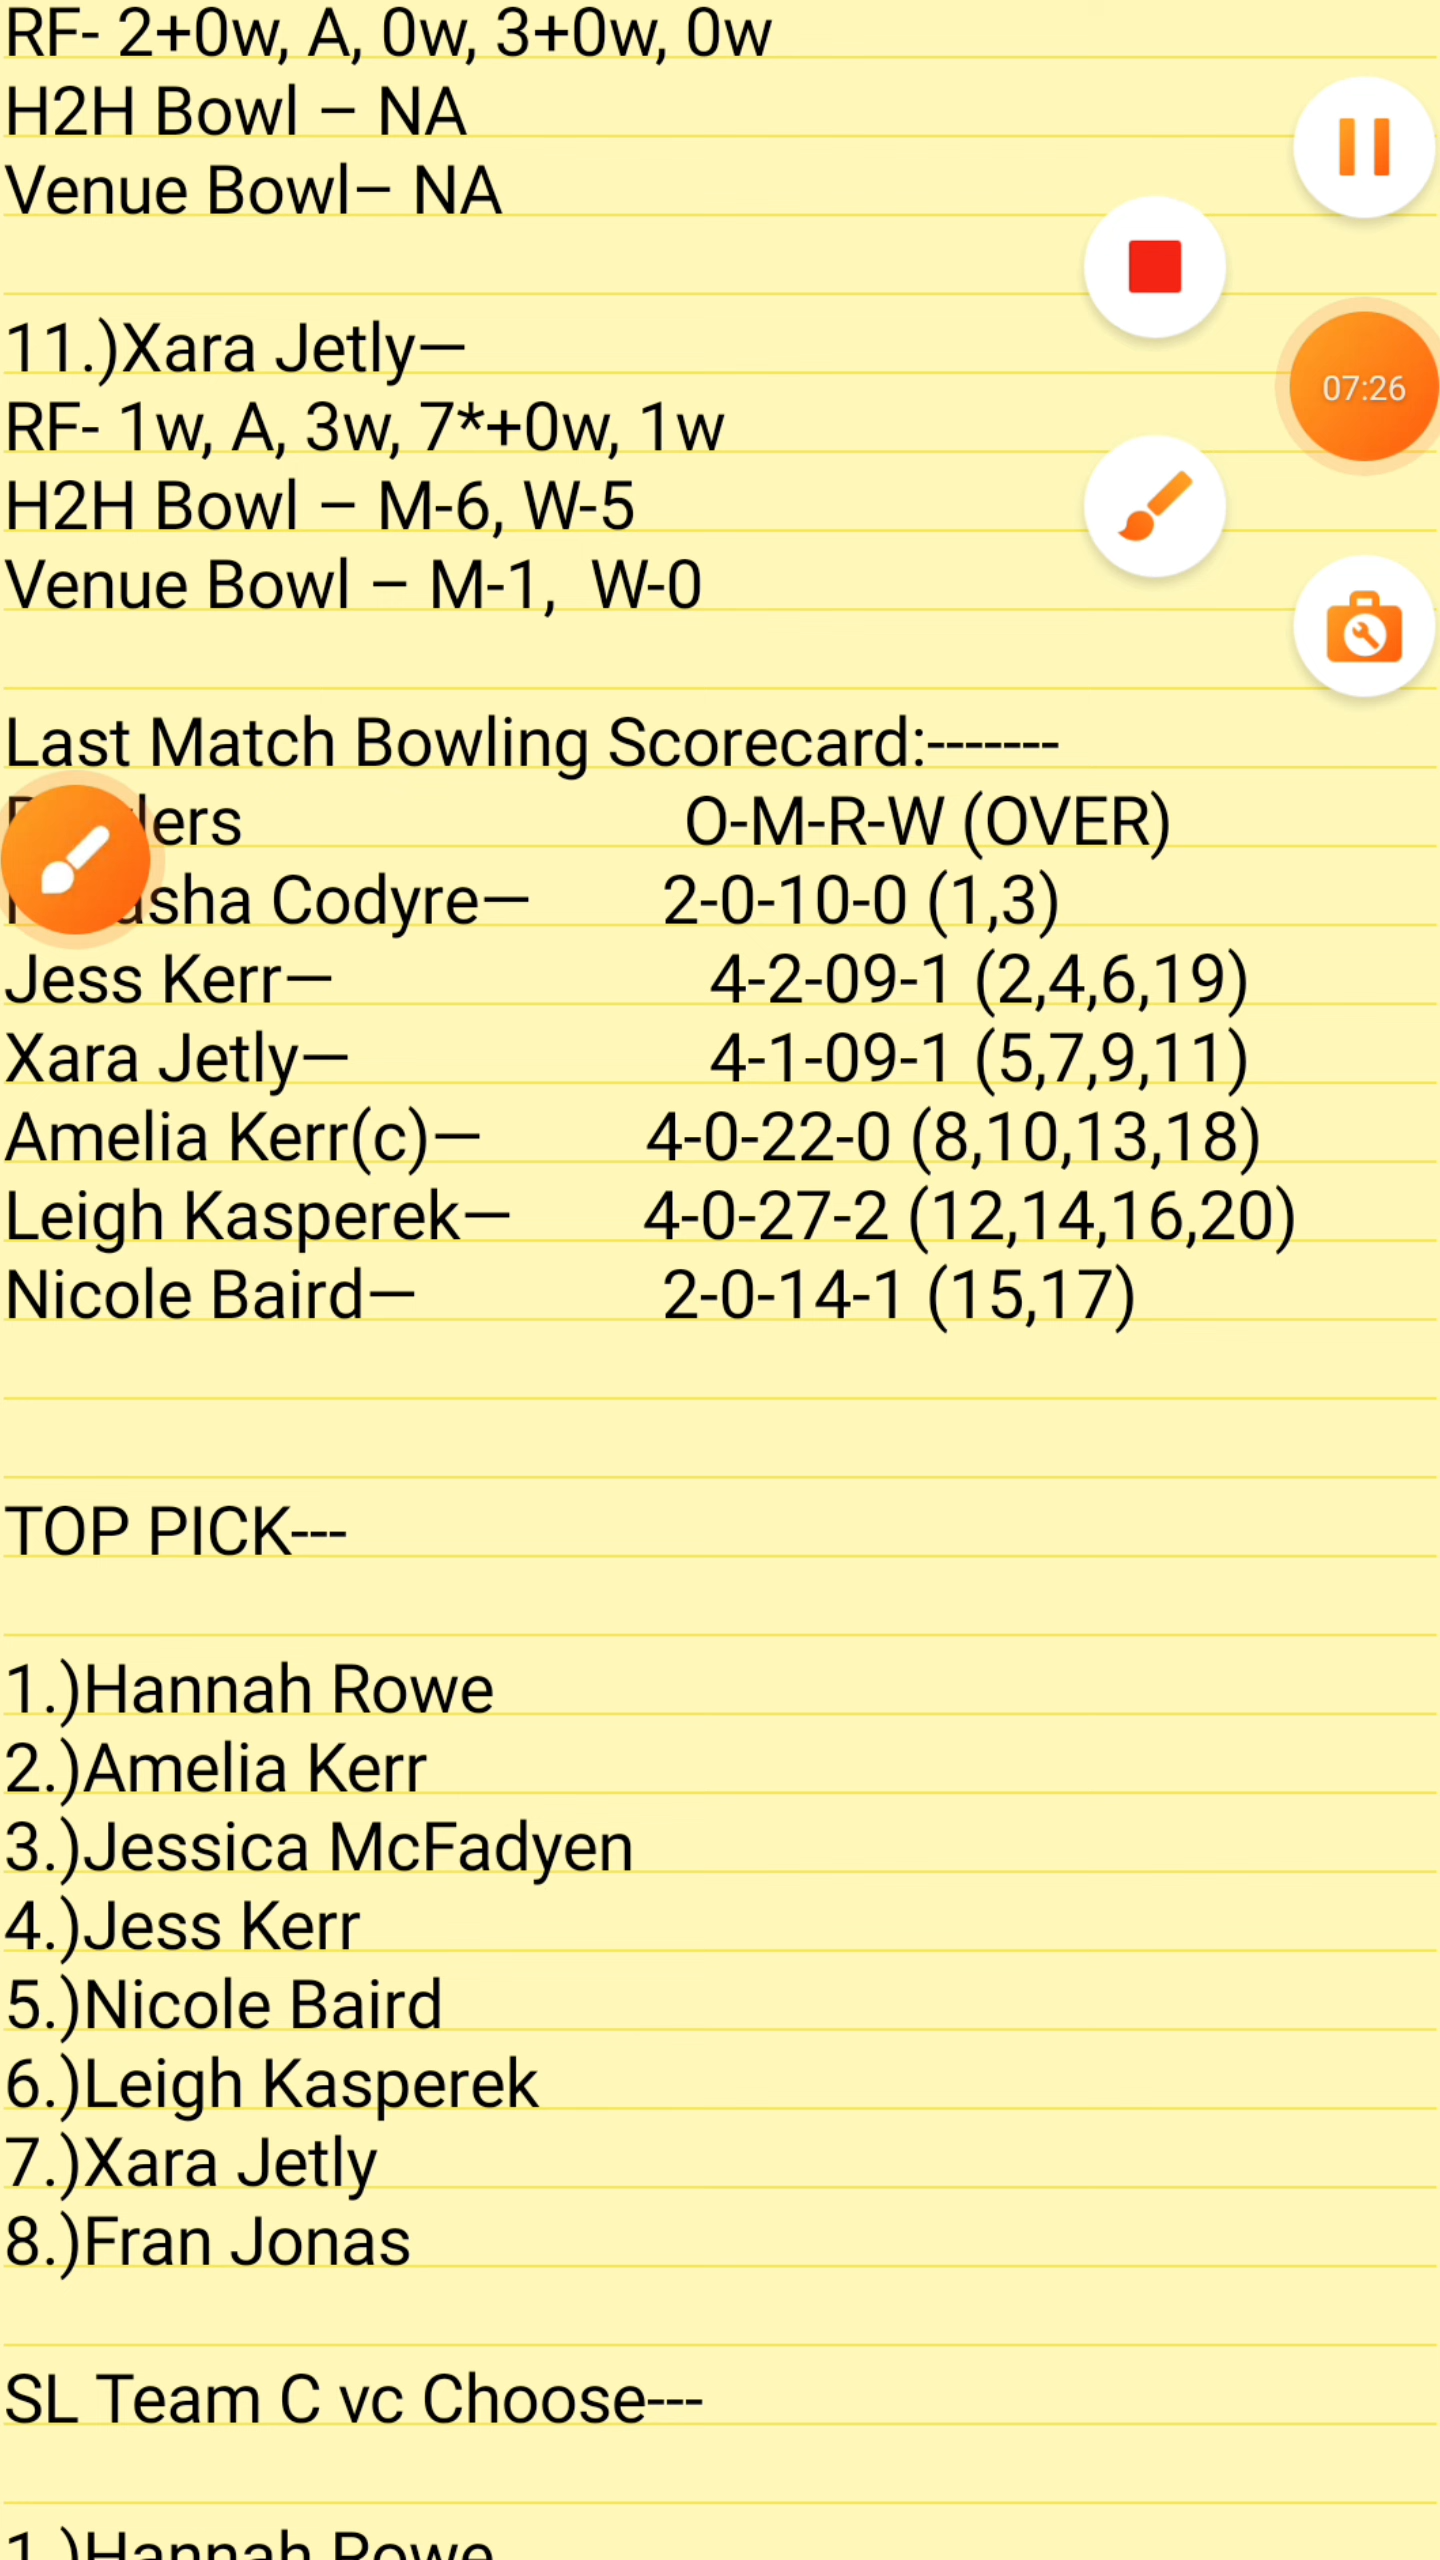 RF- 2+0w, A, 0w, 3+0w, 0w
H2H Bowl – NA
Venue Bowl– NA
11.)Xara Jetly—
RF- 1w, A, 3w, 7*+0w, 1w
07:26
H2H Bowl – M-6, W-5
Venue Bowl – M-1, W-0
Last Match Bowling Scorecard:-------
O-M-R-W (OVER)
Codyre— 2-0-10-0 (1,3)
Jess Kerr— 4-2-09-1 (2,4,6,19)
Xara Jetly— 4-1-09-1 (5,7,9,11)
Amelia Kerr(c)— 4-0-22-0 (8,10,13,18)
Leigh Kasperek— 4-0-27-2 (12,14,16,20)
Nicole Baird— 2-0-14-1 (15,17)
TOP PICK---
1.)Hannah Rowe
2.)Amelia Kerr
3.)Jessica McFadyen
4.)Jess Kerr
5.)Nicole Baird
6.)Leigh Kasperek
7.)Xara Jetly
8.)Fran Jonas
SL Team C vc Choose---
1.)Hannah Rowe